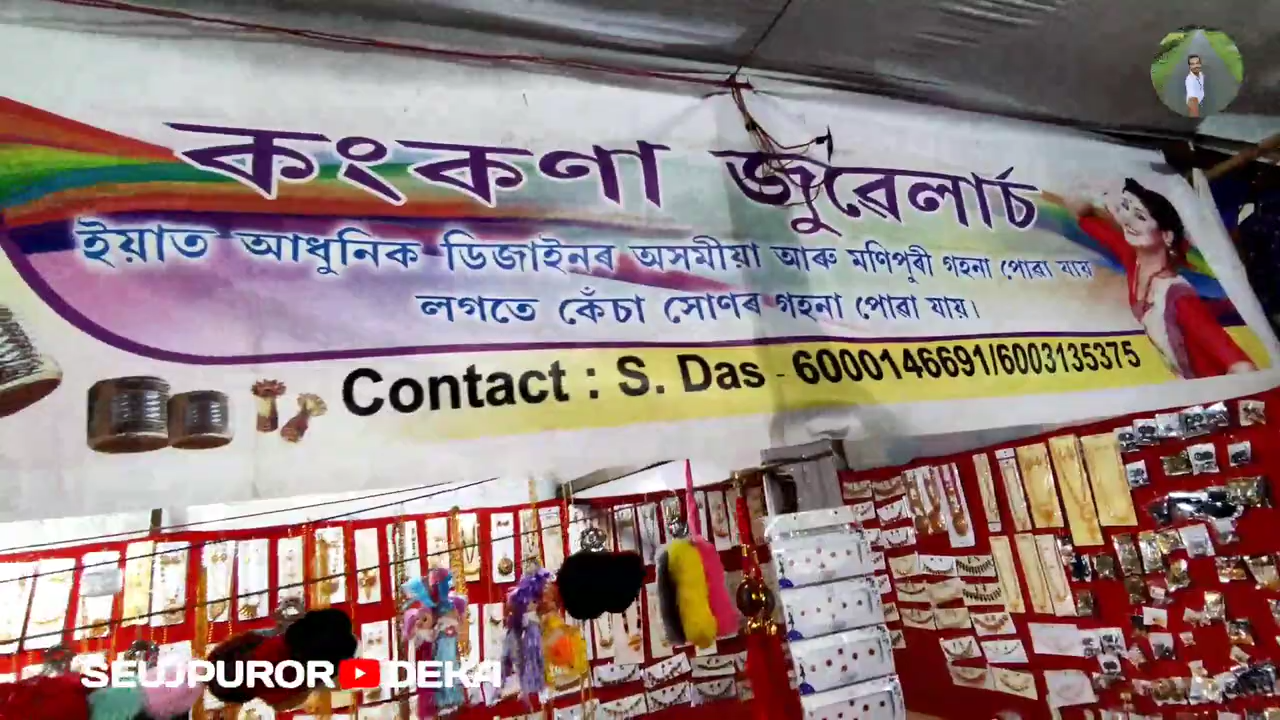 কংকণা জুৱেলাৰ্চ
ইয়াত আধুনিক ডিজাইনৰ অসমীয়া আৰু মণিপুৰী গহনা পোৱা যায়
লগতে কেঁচা সোণৰ গহনা পোৱা যায়।
Contact : S. Das - 6000146691/6003135375
SEUJPUROR DEKA